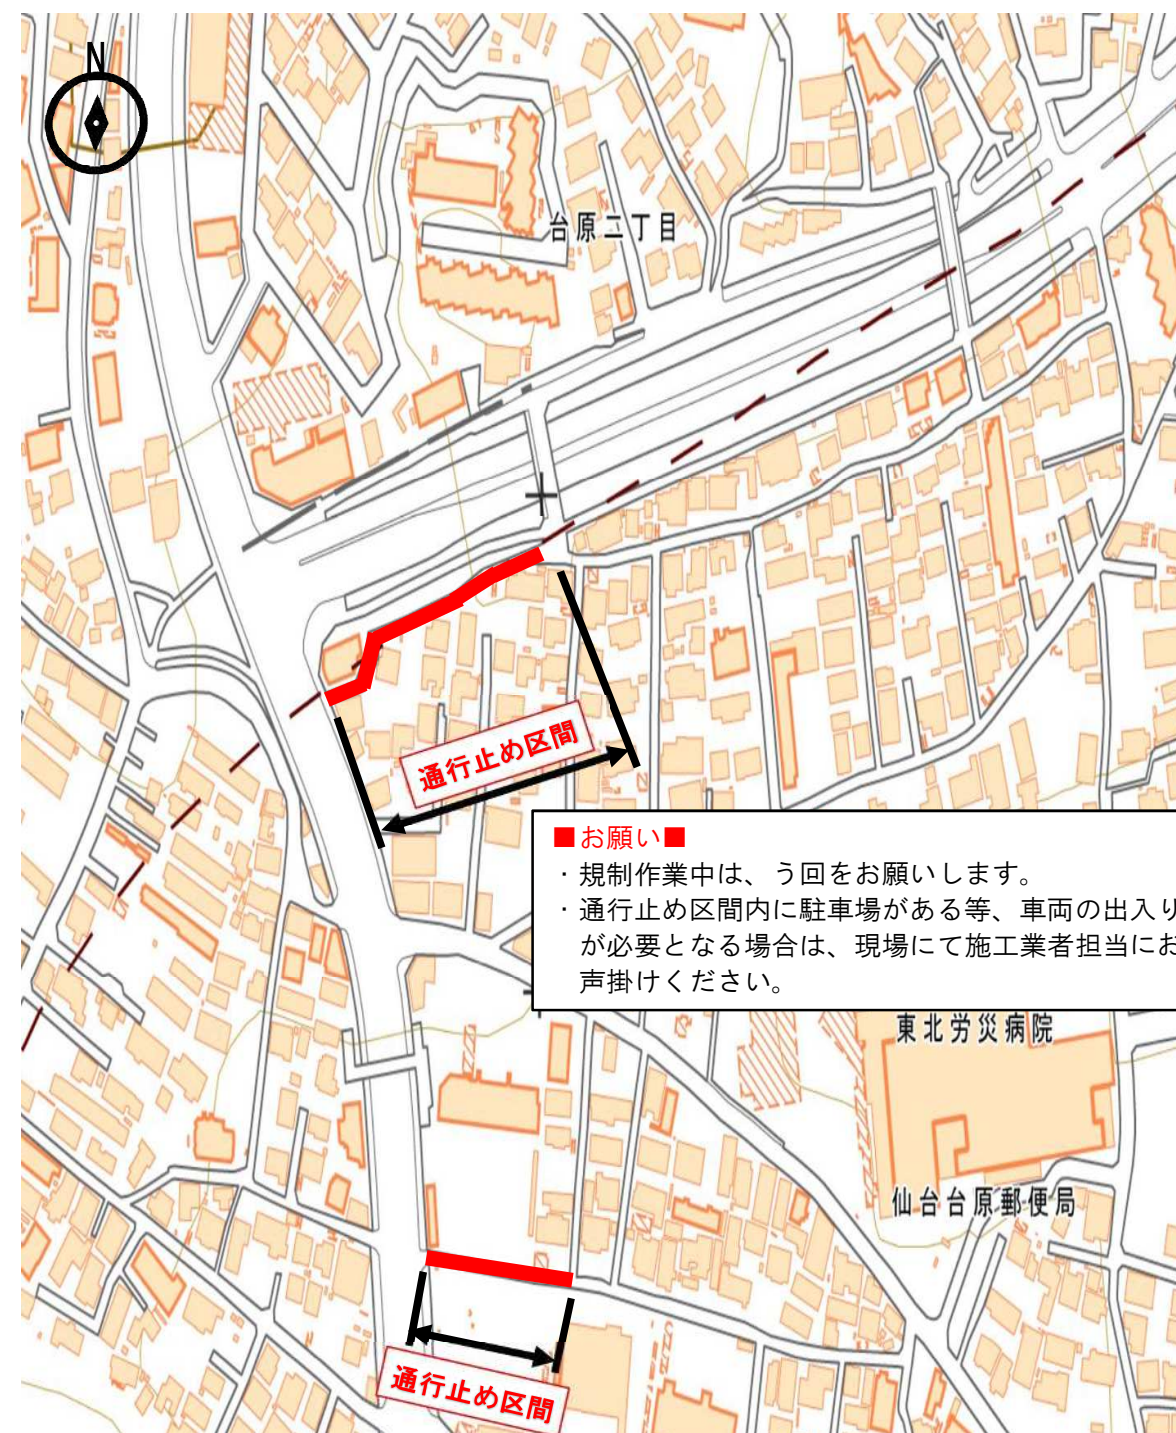 N
台原二丁目
通行止め区間
■お願い■
・規制作業中は、う回をお願いします。
・通行止め区間内に駐車場がある等、車両の出入り
が必要となる場合は、現場にて施工業者担当にお
声掛けください。
東北労災病院
仙台台原郵便局
通行止め区間